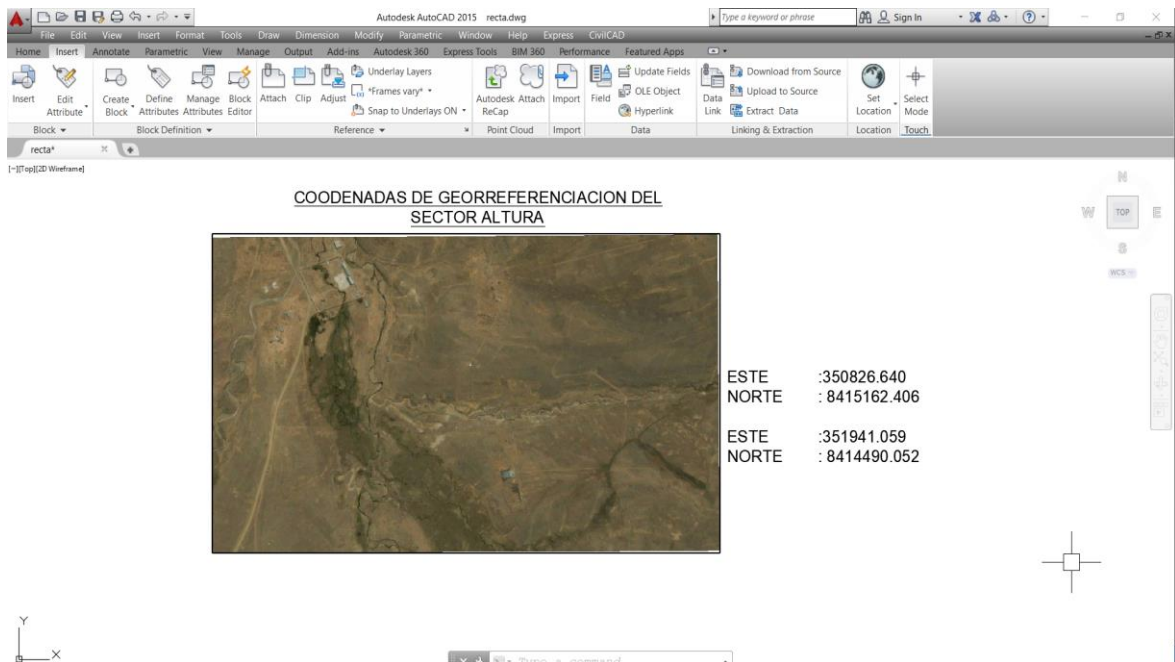 Autodesk AutoCAD 2015 recta.dwg
Type a keyword or phrase
Sign In
File Edit View Insert Format Tools Draw Dimension Modify Parametric Window Help Express CivilCAD
Home Insert Annotate Parametric View Manage Output Add-ins Autodesk 360 Express Tools BIM 360 Performance Featured Apps
Insert
Edit
Attribute
Create
Block
Define
Attributes
Manage
Attributes
Block
Editor
Attach
Clip
Adjust
Underlay Layers
*Frames vary*
Snap to Underlays ON
Autodesk
ReCap
Attach
Import
Field
Update Fields
OLE Object
Hyperlink
Data
Link
Download from Source
Upload to Source
Extract Data
Set
Location
Select
Mode
Block
Block Definition
Reference
Point Cloud
Import
Data
Linking & Extraction
Location
Touch
recta*
[-][Top][2D Wireframe]
COODENADAS DE GEORREFERENCIACION DEL
SECTOR ALTURA
N
W TOP E
S
WCS
ESTE :350826.640
NORTE : 8415162.406
ESTE :351941.059
NORTE : 8414490.052
Y
X
Type a command